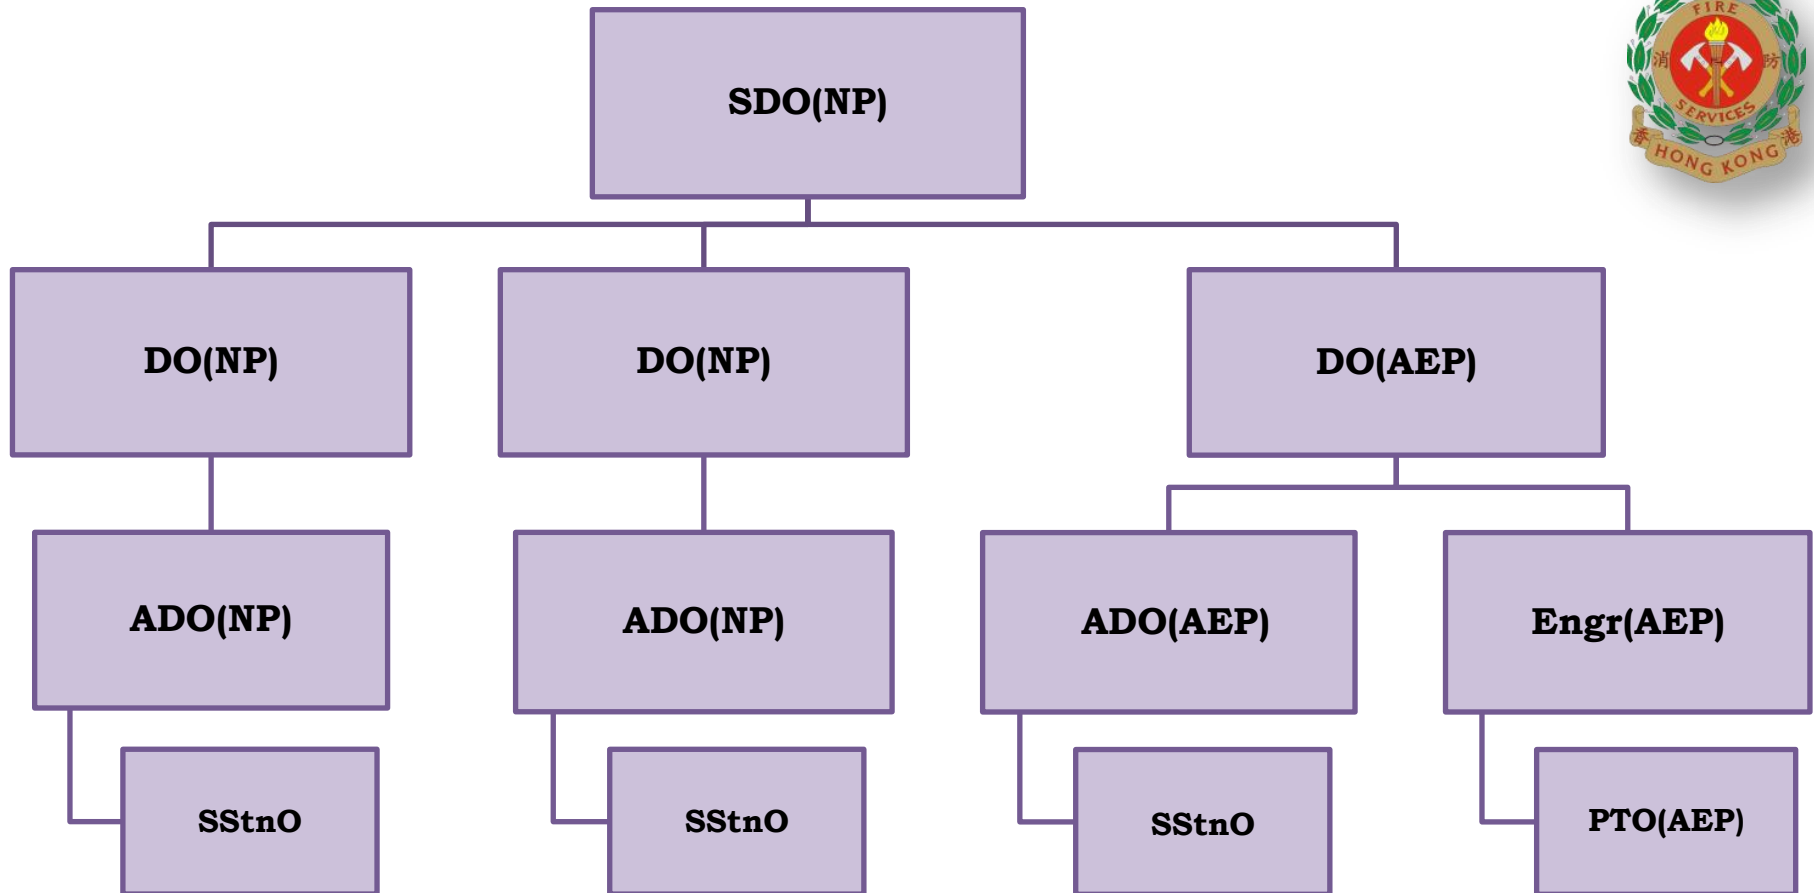 FIRE
消 防
SERVICES
香 港
HONG KONG
SDO(NP)
DO(NP)
DO(NP)
DO(AEP)
ADO(NP)
ADO(NP)
ADO(AEP)
Engr(AEP)
SStnO
SStnO
SStnO
PTO(AEP)